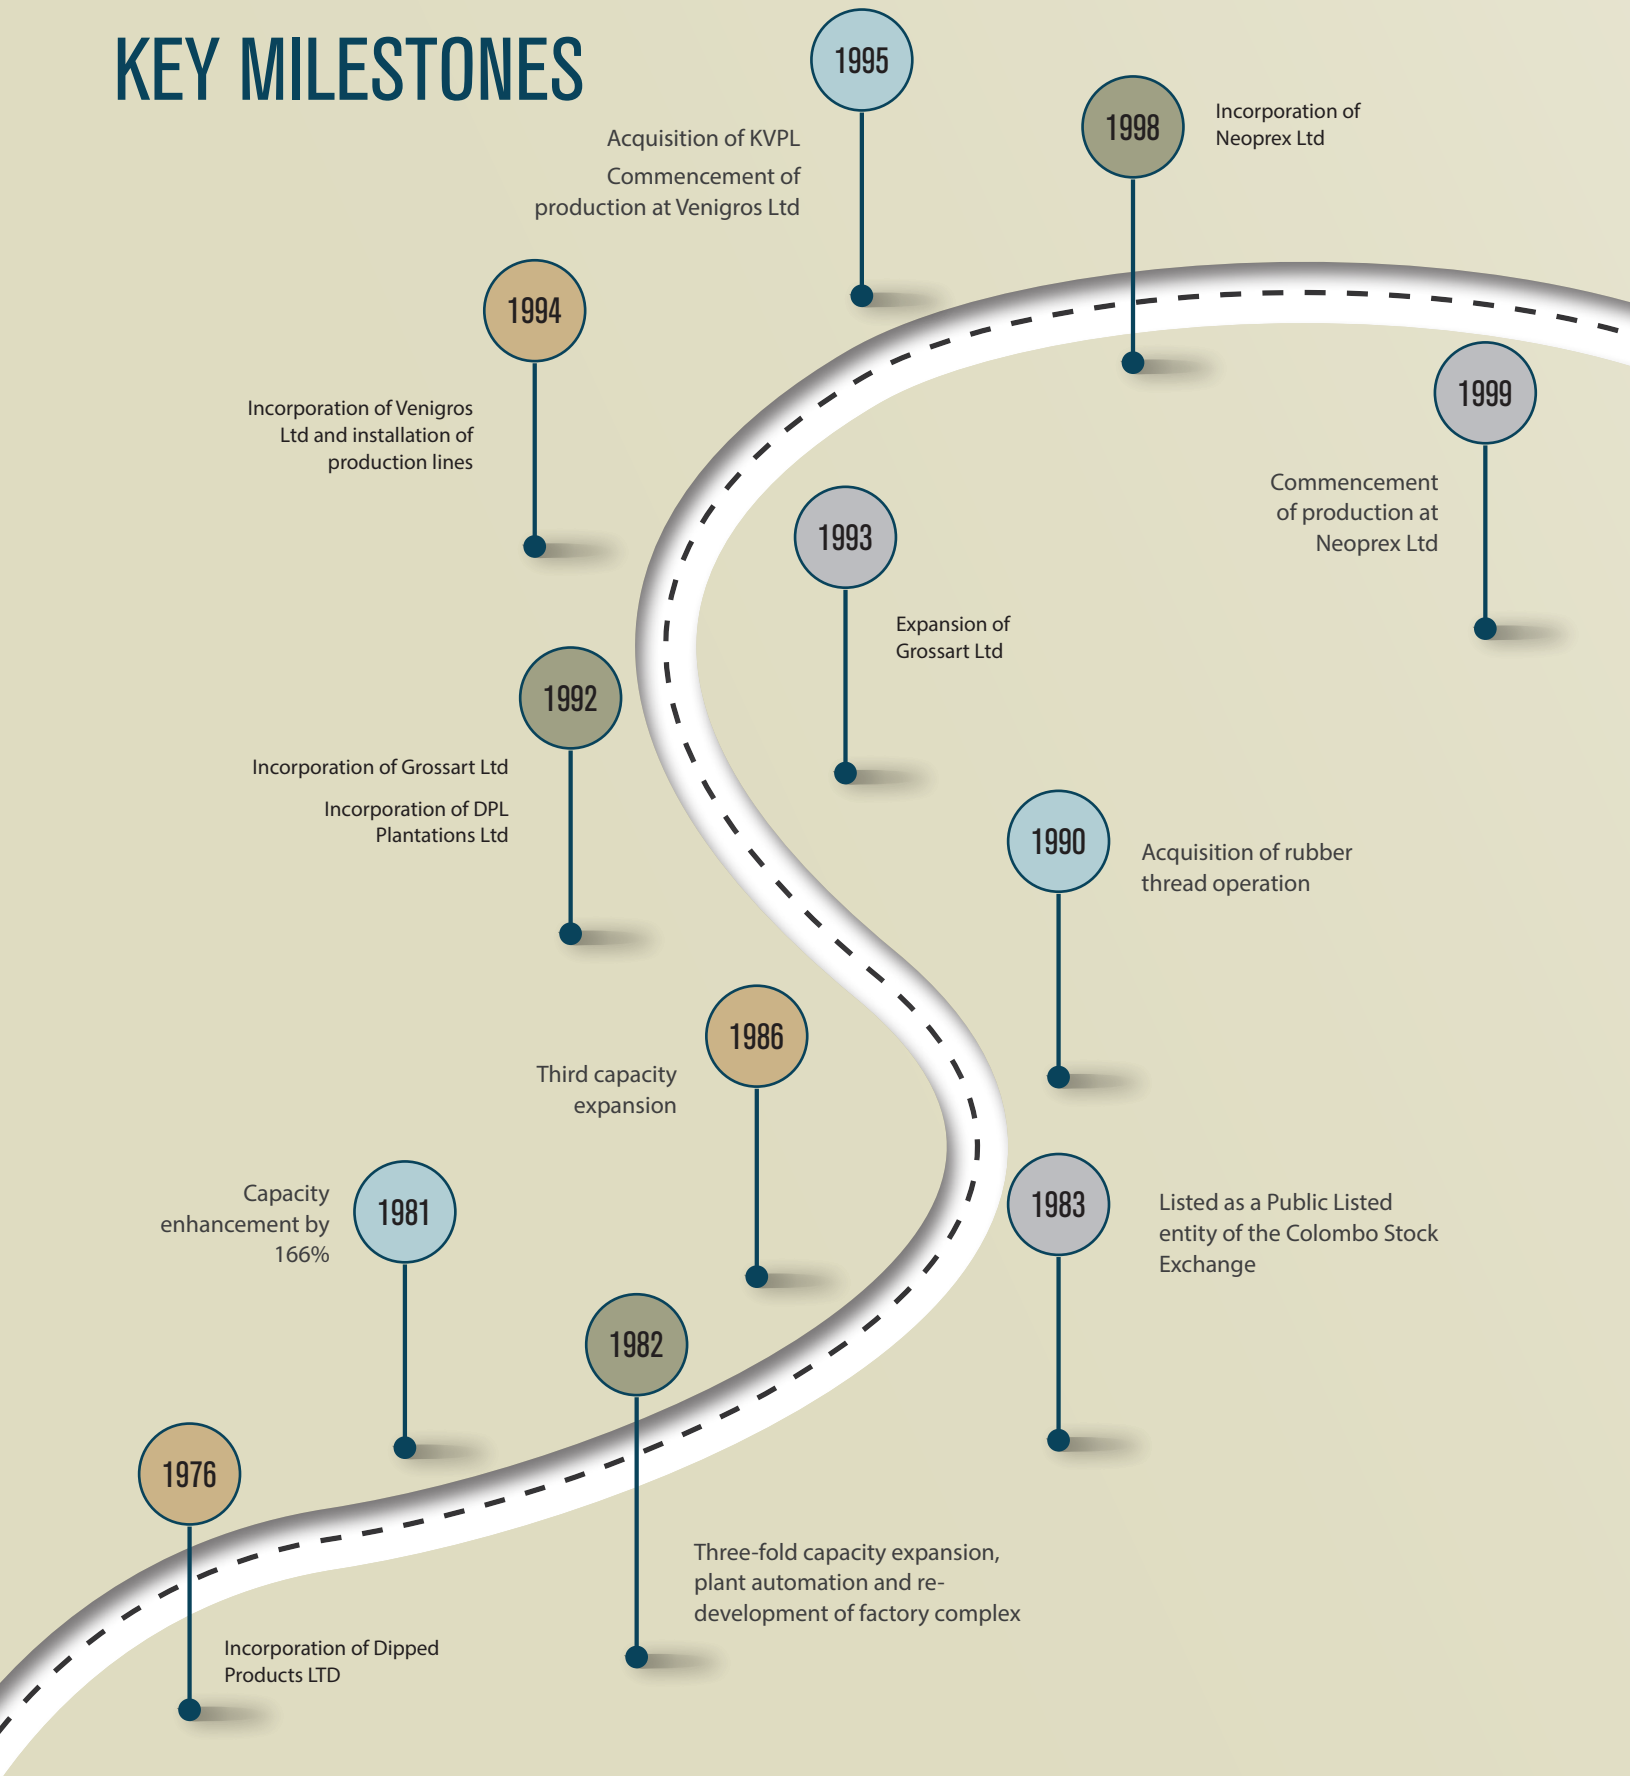 KEY MILESTONES
1995
Acquisition of KVPL
Commencement of
production at Venigros Ltd
1998
Incorporation of
Neoprex Ltd
1994
Incorporation of Venigros
Ltd and installation of
production lines
1999
Commencement
of production at
Neoprex Ltd
1993
Expansion of
Grossart Ltd
1992
Incorporation of Grossart Ltd
Incorporation of DPL
Plantations Ltd
1990
Acquisition of rubber
thread operation
1986
Third capacity
expansion
1981
Capacity
enhancement by
166%
1983
Listed as a Public Listed
entity of the Colombo Stock
Exchange
1982
Three-fold capacity expansion,
plant automation and re-
development of factory complex
1976
Incorporation of Dipped
Products LTD